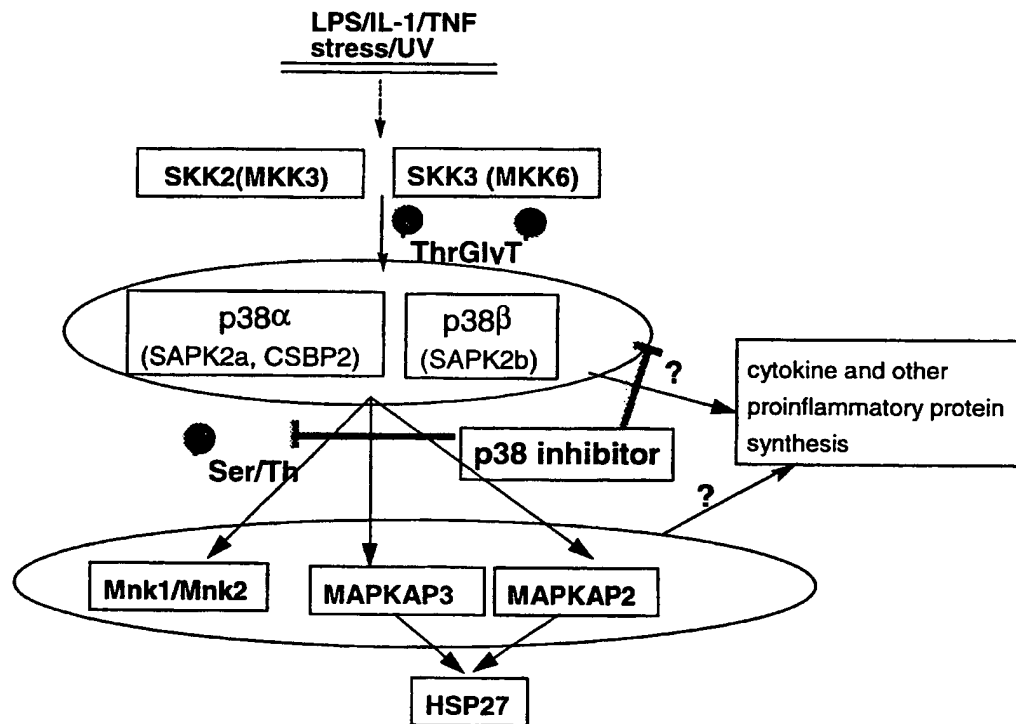 LPS/IL-1/TNF
stress/UV
SKK2(MKK3)
SKK3 (MKK6)
ThrGlyT
p38α
(SAPK2a, CSBP2)
p38β
(SAPK2b)
?
cytokine and other
proinflammatory protein
synthesis
p38 inhibitor
Ser/Th
?
Mnk1/Mnk2
MAPKAP3
MAPKAP2
HSP27